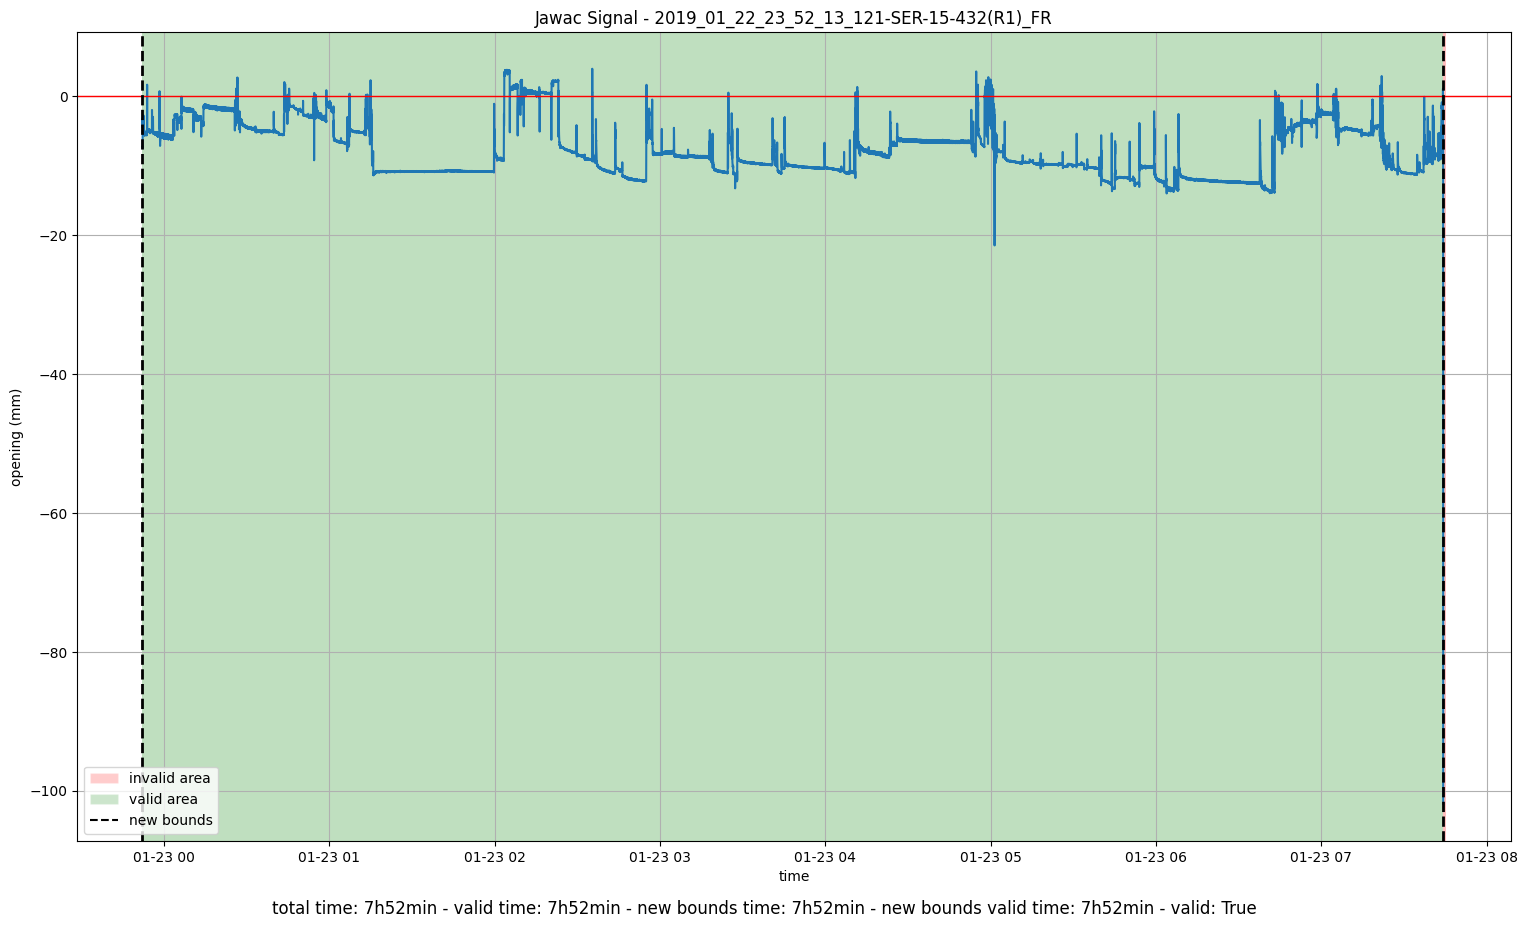 Jawac Signal - 2019_01_22_23_52_13_121-SER-15-432(R1)_FR
opening (mm)
0
−20
−40
−60
−80
−100
invalid area
valid area
new bounds
01-23 00 01-23 01 01-23 02 01-23 03 01-23 04 01-23 05 01-23 06 01-23 07 01-23 08
time
total time: 7h52min - valid time: 7h52min - new bounds time: 7h52min - new bounds valid time: 7h52min - valid: True